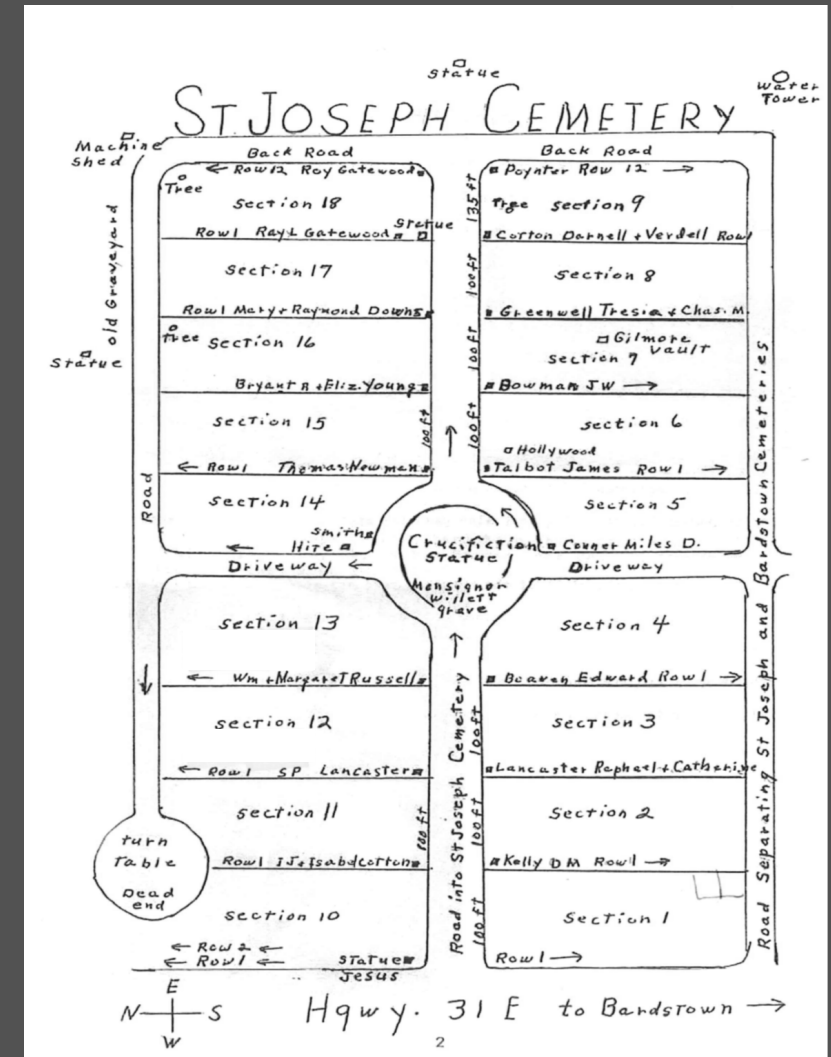 Statue
Water
Tower
ST JOSEPH CEMETERY
Machine
Shed
Back Road
Back Road
← Row 12 Roy Gatewood
Poynter Row 12 →
Tree
Section 18
135 ft
Tree Section 9
Statue
Row 1 Ray L Gatewood
Cotton Darnell + Verdell Row 1
old Graveyard
Section 17
100 ft
Section 8
Row 1 Mary + Raymond Downs
Greenwell Tresia + Chas. M.
Tree
Section 16
100 ft
Gilmore
Vault
Section 7
Statue
Bryant R + Eliz. Young
Bowman JW →
Section 15
100 ft
100 ft
Section 6
Hollywood
← Row 1 Thomas Newman
Talbot James Row 1 →
Road
Section 14
Section 5
Smith
Hite
←
Crucifiction
Statue
Conner Miles D.
Driveway ←
Driveway
Monsignor
Willett
grave
Section 13
Section 4
← Wm + Margaret T Russell
Beaven Edward Row 1 →
Section 12
100 ft
Section 3
← Row 1 SP Lancaster
Lancaster Raphael + Catherine
Section 11
100 ft
100 ft
Section 2
Turn
Table
Dead
end
Row 1 IJ + Isabel Cotton
Kelly DM Row 1 →
Section 10
100 ft
Section 1
← Row 2 ←
← Row 1 ←
Statue
Jesus
Row 1 →
Road into St Joseph Cemetery →
Road Separating St Joseph and Bardstown Cemeteries
E
N S
W
Hgwy. 31 E to Bardstown →
2